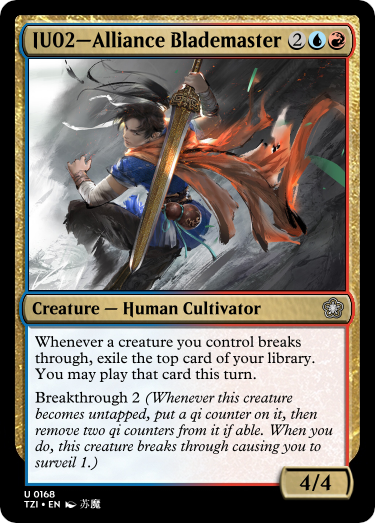 IU02—Alliance Blademaster 2
Creature — Human Cultivator
Whenever a creature you control breaks
through, exile the top card of your library.
You may play that card this turn.
Breakthrough 2 (Whenever this creature
becomes untapped, put a qi counter on it, then
remove two qi counters from it if able. When you
do, this creature breaks through causing you to
surveil 1.)
4/4
U 0168
TZI • EN 苏魔